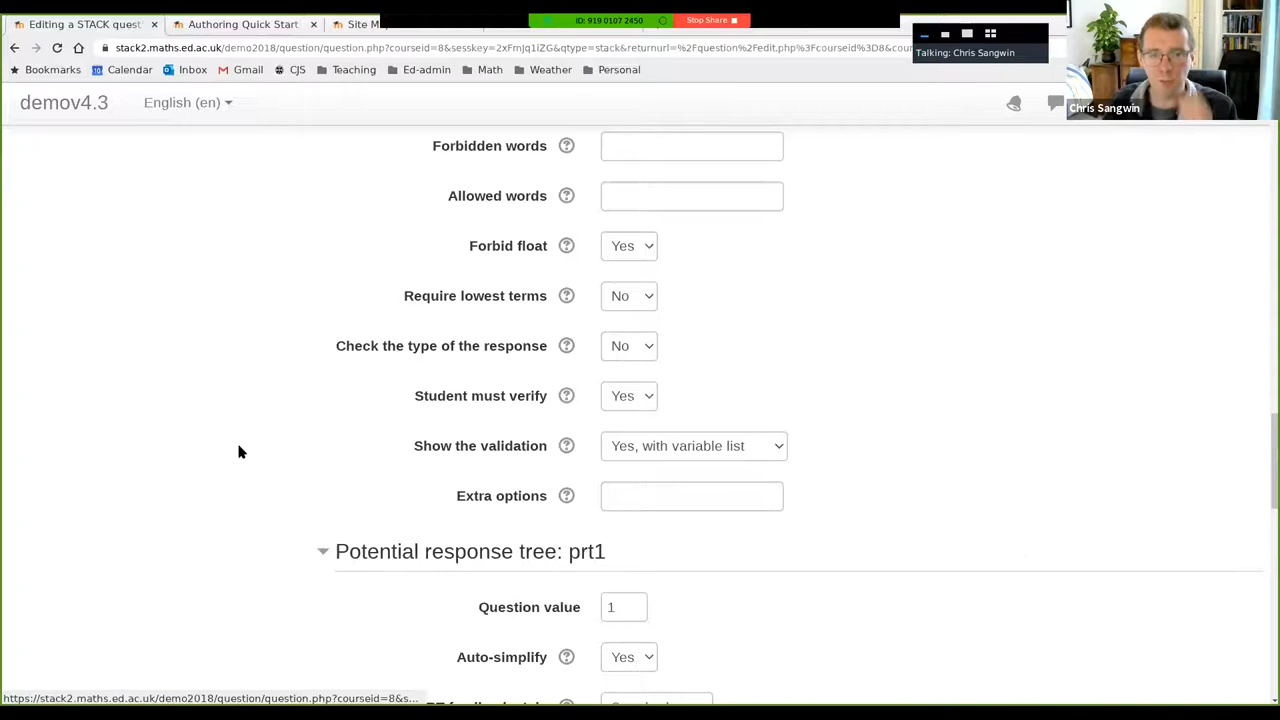 Editing a STACK quest
Authoring Quick Start
Site M
ID: 919 0107 2450
Stop Share
stack2.maths.ed.ac.uk/demo2018/question/question.php?courseid=8&sesskey=2xFmJq1lZG&qtype=stack&returnurl=%2Fquestion%2Fedit.php%3Fcourseid%3D8&cou
Talking: Chris Sangwin
Bookmarks
Calendar
Inbox
Gmail
CJS
Teaching
Ed-admin
Math
Weather
Personal
demov4.3
English (en)
Chris Sangwin
Forbidden words
Allowed words
Forbid float Yes
Require lowest terms No
Check the type of the response No
Student must verify Yes
Show the validation Yes, with variable list
Extra options
Potential response tree: prt1
Question value 1
Auto-simplify Yes
https://stack2.maths.ed.ac.uk/demo2018/question/question.php?courseid=8&s...